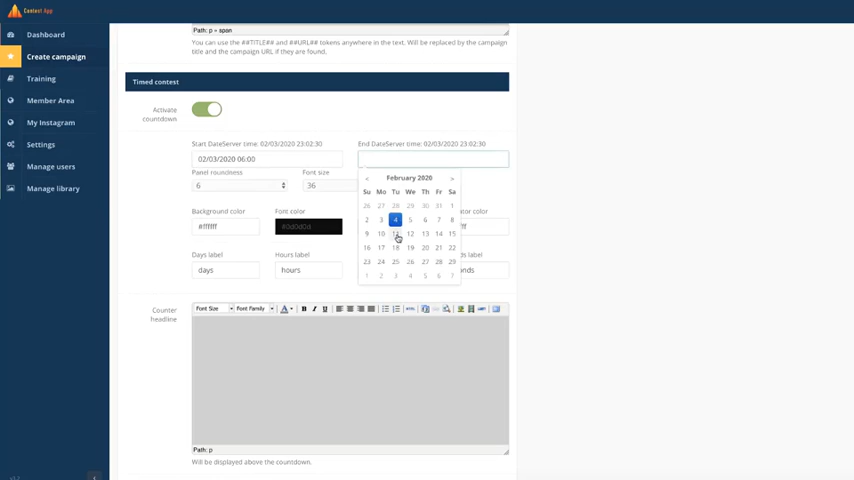 Contest App
Dashboard
Create campaign
Training
Member Area
My Instagram
Settings
Manage users
Manage library
Path: p » span
You can use the ##TITLE## and ##URL## tokens anywhere in the text. Will be replaced by the campaign
title and the campaign URL if they are found.
Timed contest
Activate
countdown
Start DateServer time: 02/03/2020 23:02:30
End DateServer time: 02/03/2020 23:02:30
02/03/2020 06:00
Panel roundness
Font size
6
36
Background color
Font color
#ffffff
#0d0d0d
Days label
Hours label
days
hours
« February 2020 »
Su Mo Tu We Th Fr Sa
26 27 28 29 30 31 1
2 3 4 5 6 7 8
9 10 11 12 13 14 15
16 17 18 19 20 21 22
23 24 25 26 27 28 29
1 2 3 4 5 6 7
Counter
headline
Font Size
Font Family
A B I U
HTML
Path: p
Will be displayed above the countdown.